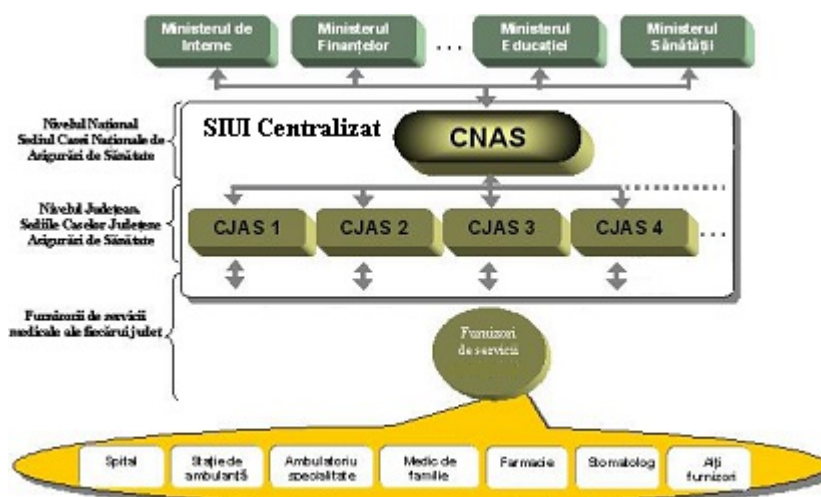 Ministerul de
Interne
Ministerul
Finanțelor
...
Ministerul
Educației
Ministerul
Sănătății
Nivelul Național
Sediul Casei Naționale de
Asigurări de Sănătate
SIUI Centralizat
CNAS
Nivelul Județean,
Sediile Caselor Județene
Asigurări de Sănătate
CJAS 1
CJAS 2
CJAS 3
CJAS 4
Furnizorii de servicii
medicale ale fiecărui județ
Furnizori
de servicii
Spital
Stație de
ambulanță
Ambulatoriu
specialitate
Medic de
familie
Farmacie
Stomatolog
Alți
furnizori